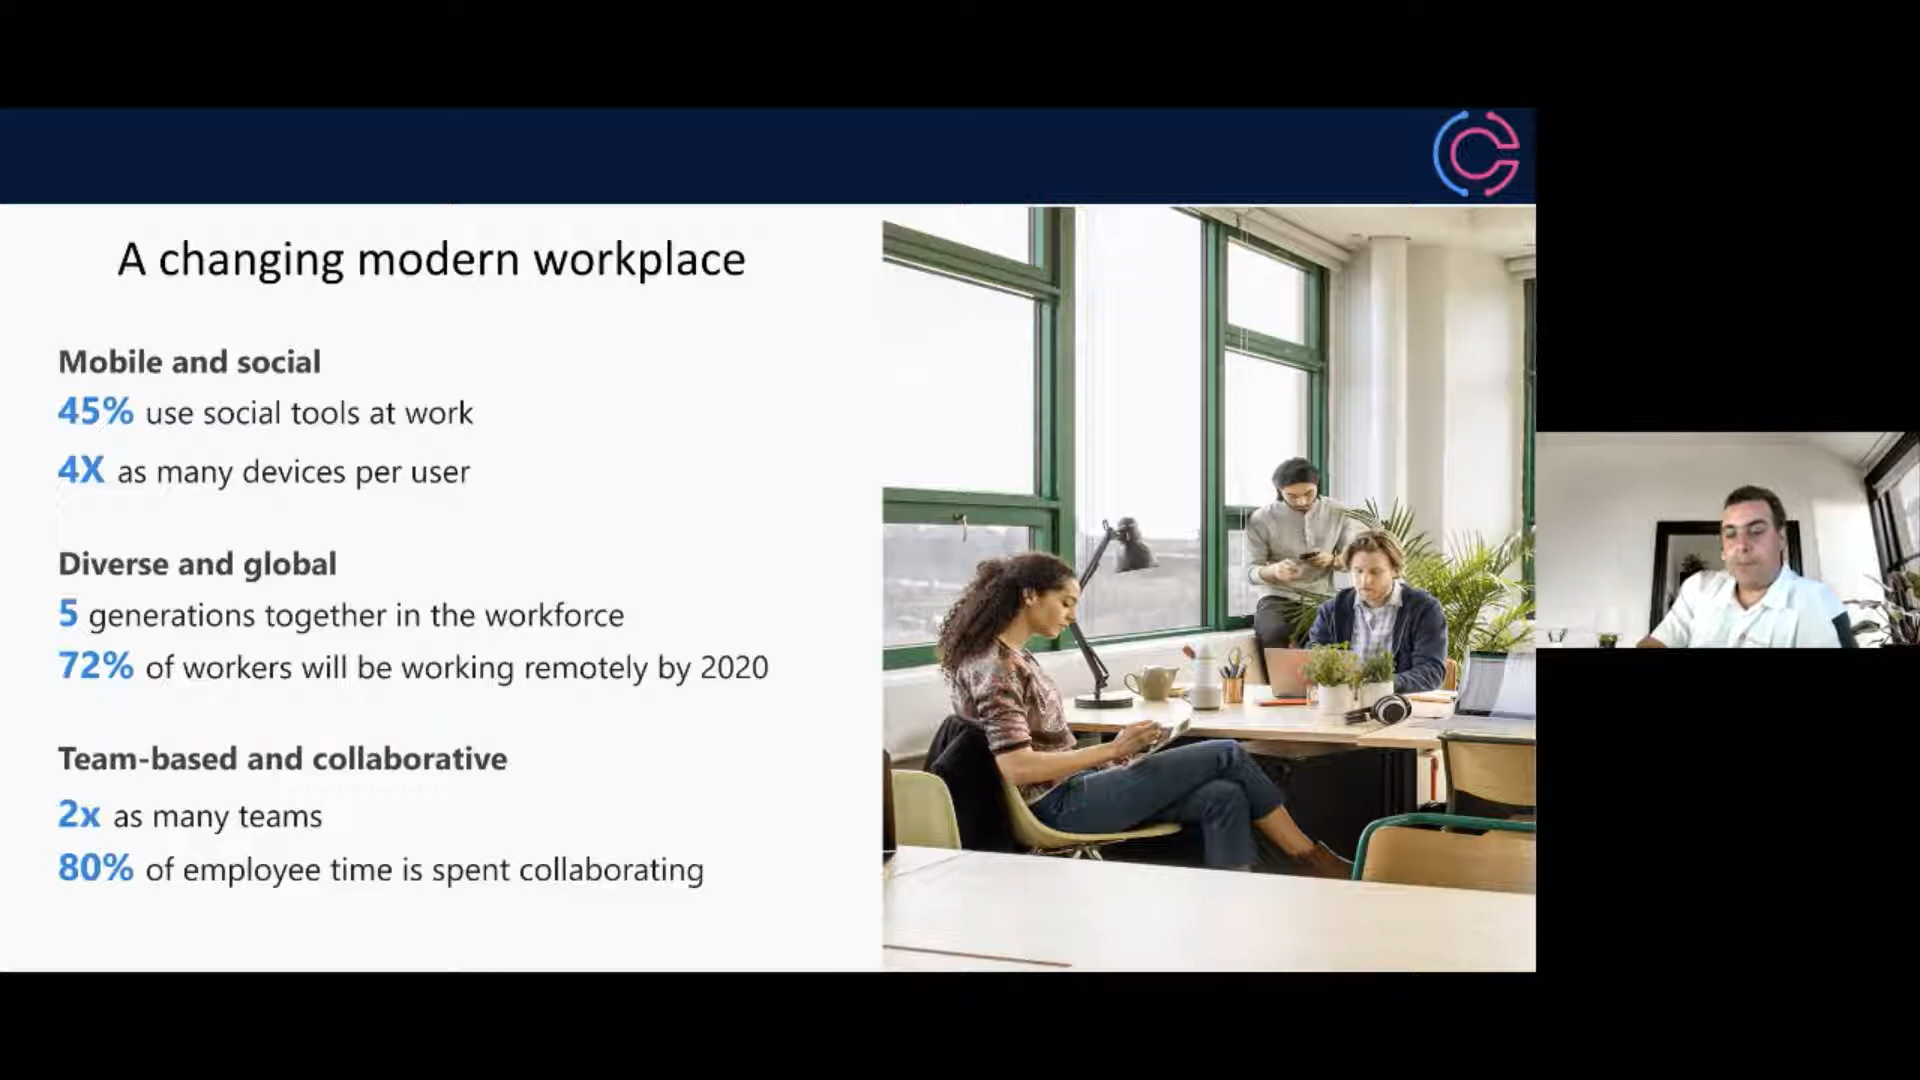 A changing modern workplace
Mobile and social
45% use social tools at work
4X as many devices per user
Diverse and global
5 generations together in the workforce
72% of workers will be working remotely by 2020
Team-based and collaborative
2x as many teams
80% of employee time is spent collaborating